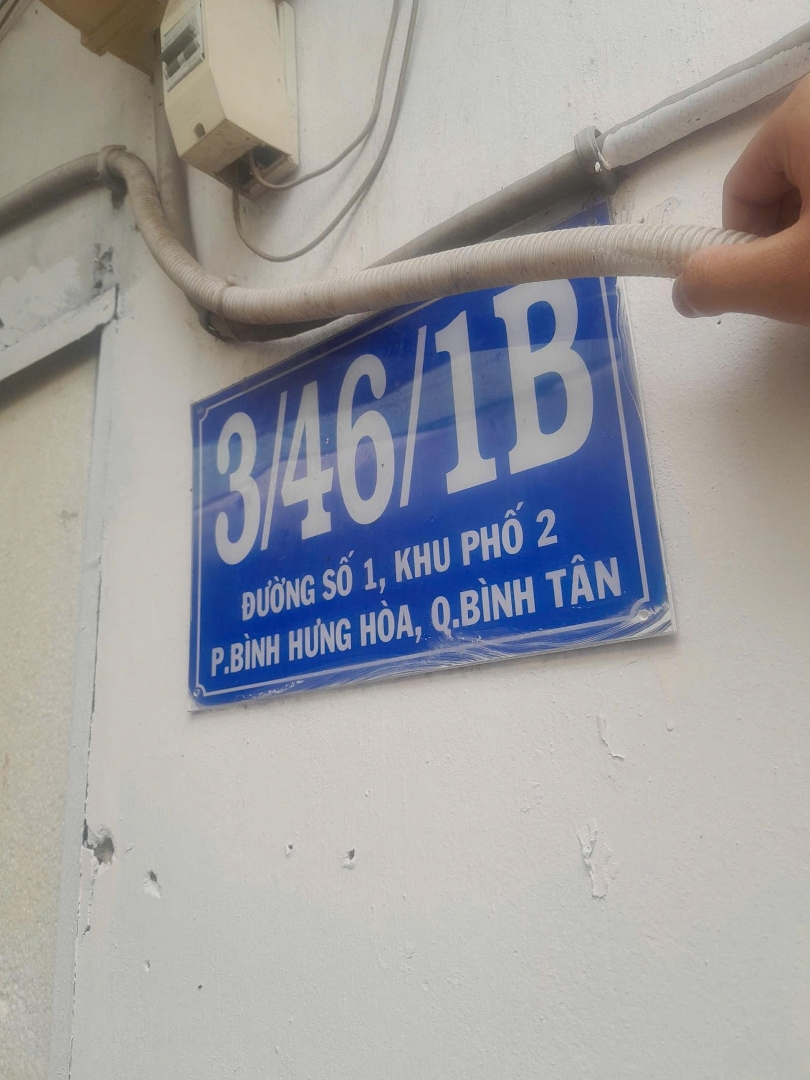 3/46/1B
ĐƯỜNG SỐ 1, KHU PHỐ 2
P.BÌNH HƯNG HÒA, Q.BÌNH TÂN